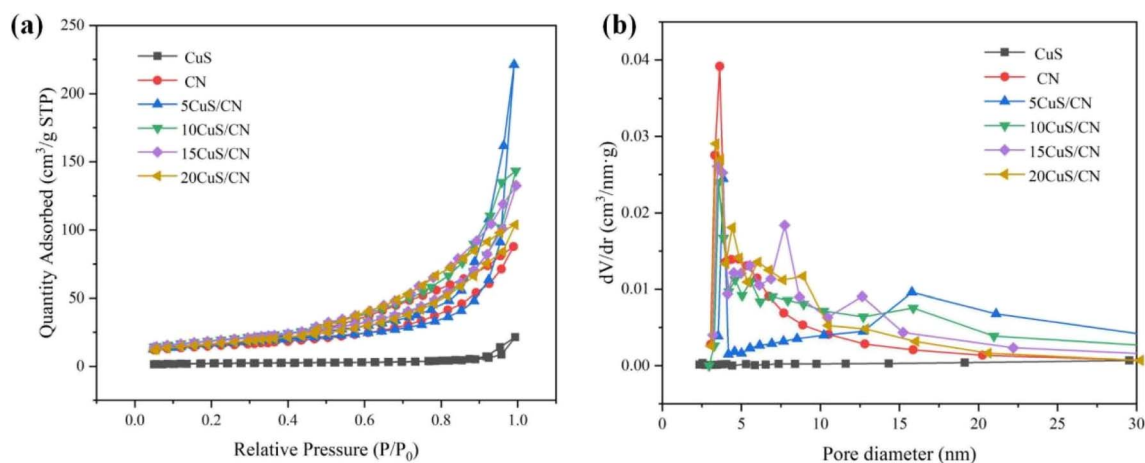 (a)
250
200
150
100
50
0
0.0 0.2 0.4 0.6 0.8 1.0
Quantity Adsorbed (cm³/g STP)
Relative Pressure (P/P₀)
CuS
CN
5CuS/CN
10CuS/CN
15CuS/CN
20CuS/CN
(b)
0.04
0.03
0.02
0.01
0.00
0 5 10 15 20 25 30
dV/dr (cm³/nm·g)
Pore diameter (nm)
CuS
CN
5CuS/CN
10CuS/CN
15CuS/CN
20CuS/CN